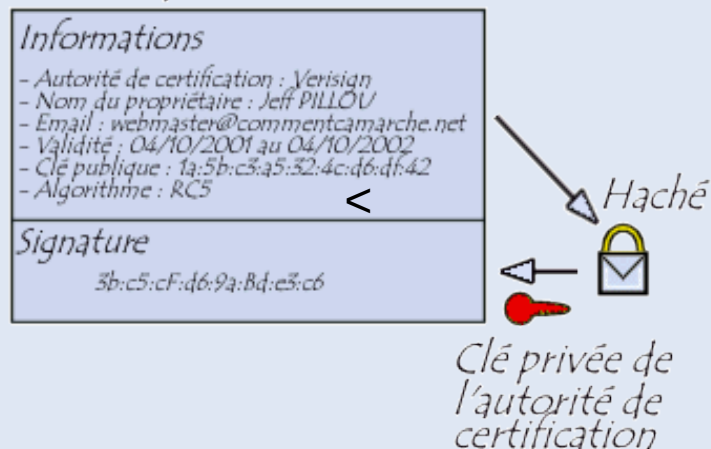 Informations
- Autorité de certification : Verisign
- Nom du propriétaire : Jeff PILLOU
- Email : webmaster@commentcamarche.net
- Validité : 04/10/2001 au 04/10/2002
- Clé publique : 1a:5b:c3:a5:32:4c:d6:df:42
- Algorithme : RC5
<
Signature
3b:c5:cF:d6:9a:Bd:e3:c6
Haché
Clé privée de
l'autorité de
certification